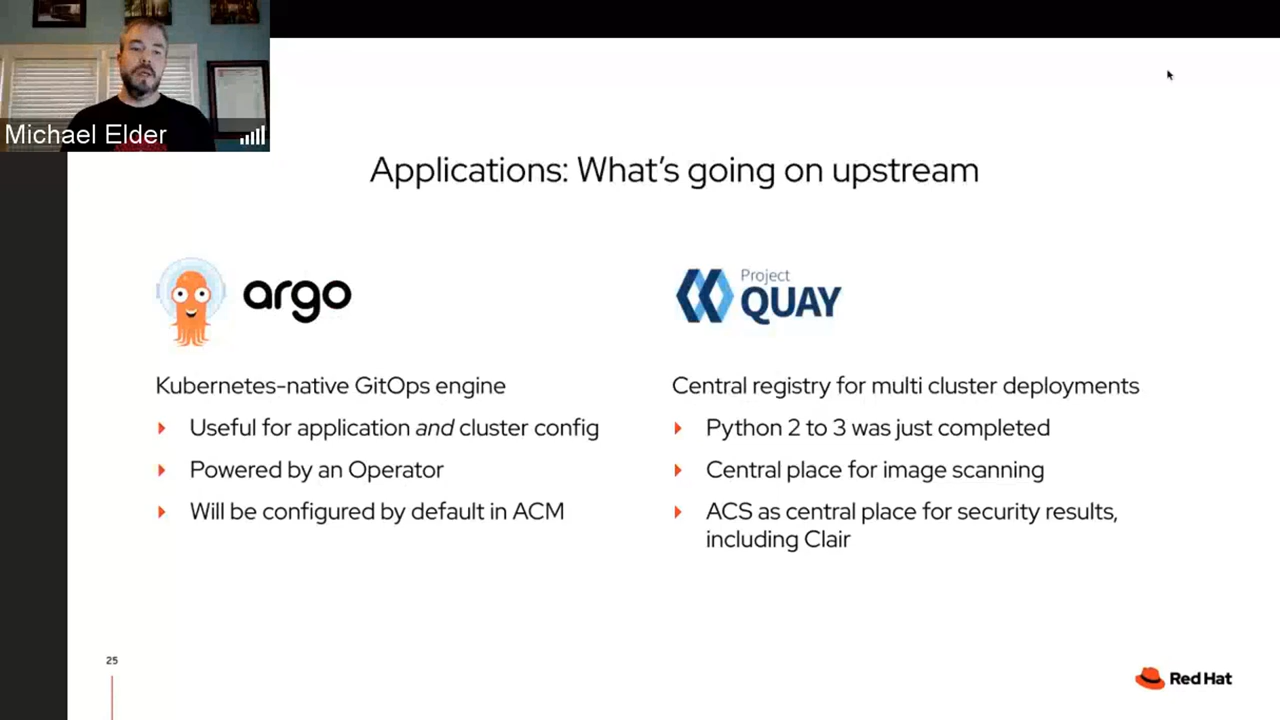 Michael Elder
Applications: What's going on upstream
argo
Kubernetes-native GitOps engine
Useful for application and cluster config
Powered by an Operator
Will be configured by default in ACM
Project
QUAY
Central registry for multi cluster deployments
Python 2 to 3 was just completed
Central place for image scanning
ACS as central place for security results,
including Clair
25
Red Hat